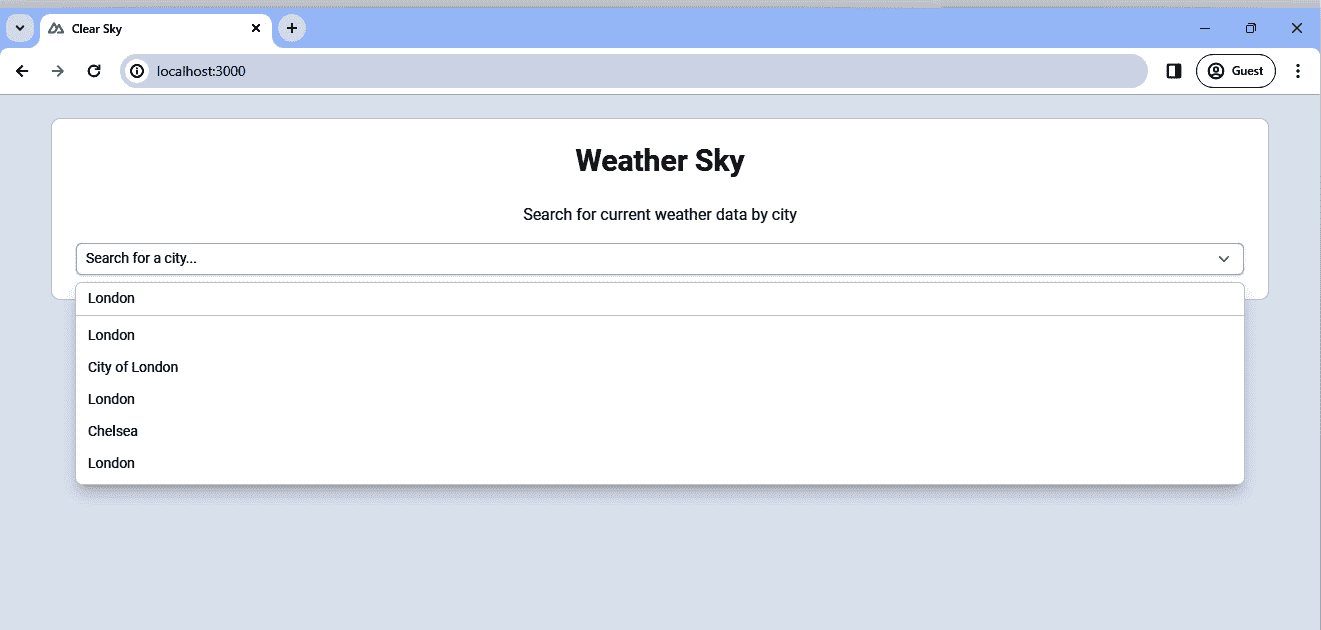 Clear Sky
localhost:3000
Guest
Weather Sky
Search for current weather data by city
Search for a city...
London
London
City of London
London
Chelsea
London